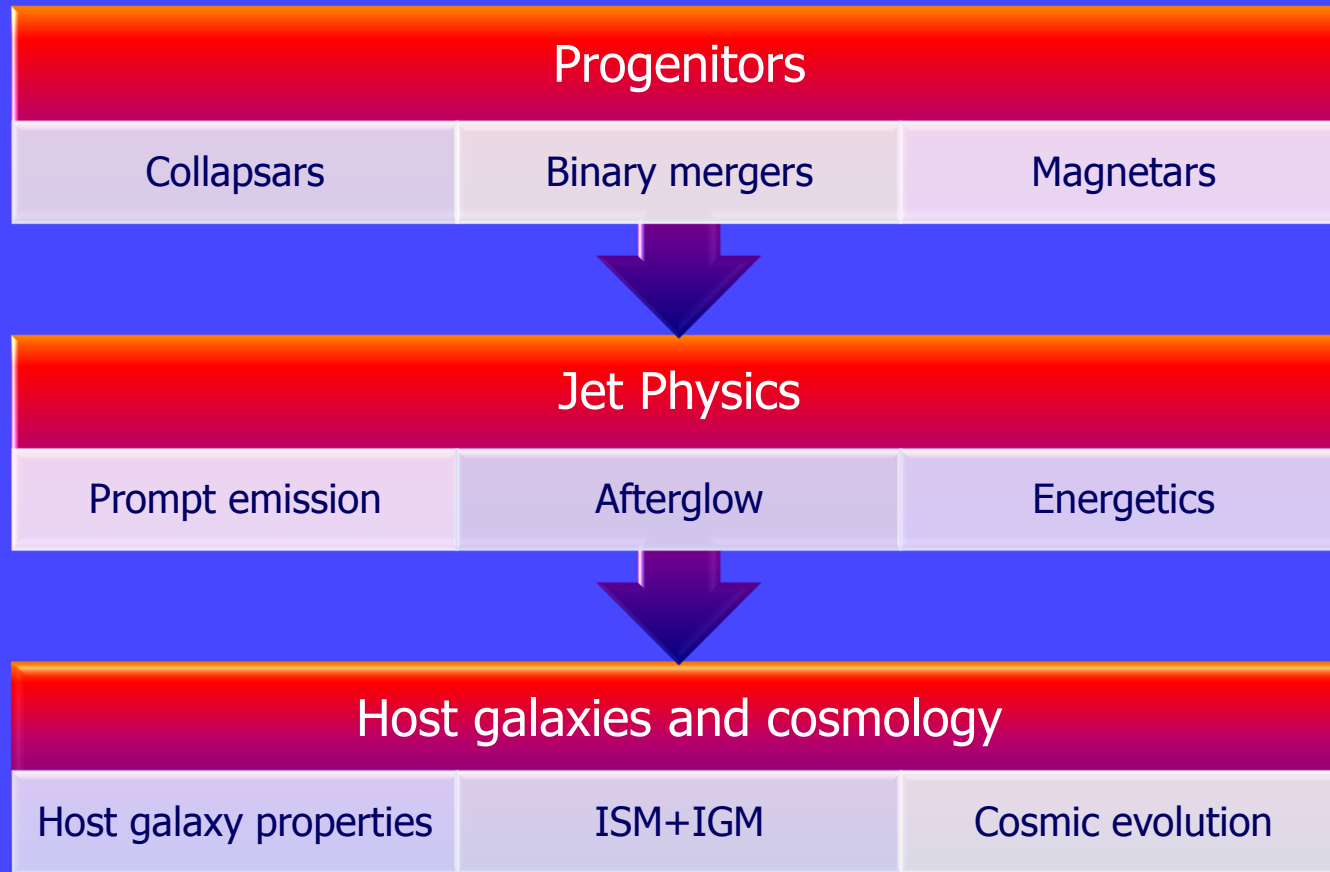 Progenitors
Collapsars
Binary mergers
Magnetars
Jet Physics
Prompt emission
Afterglow
Energetics
Host galaxies and cosmology
Host galaxy properties
ISM+IGM
Cosmic evolution